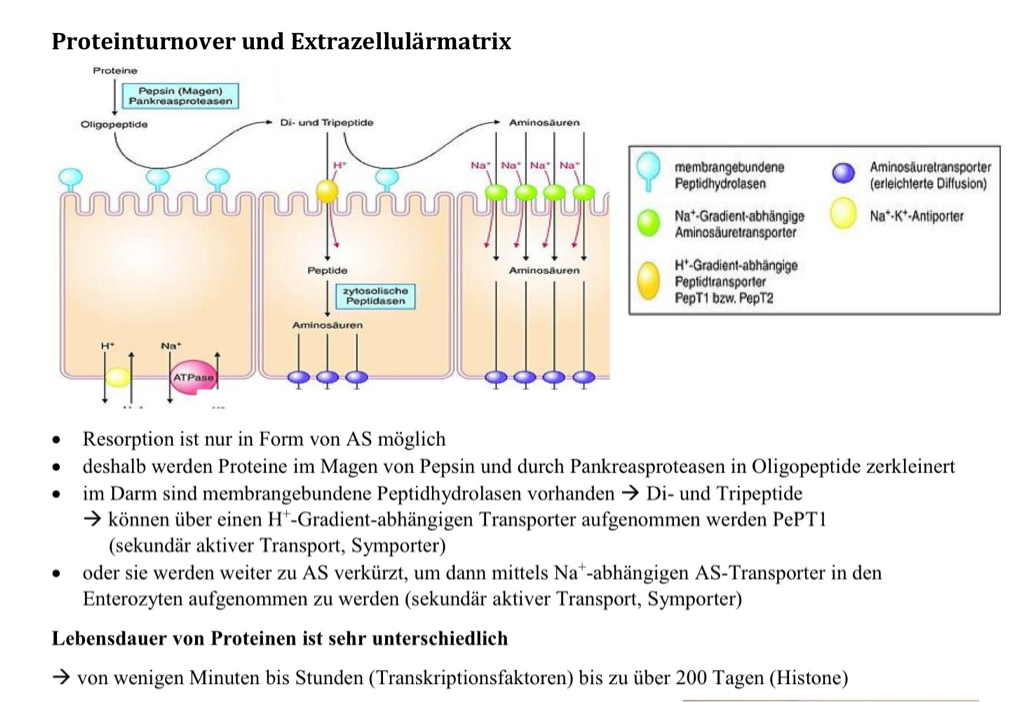 Proteinturnover und Extrazellulärmatrix
Proteine
Pepsin (Magen)
Pankreasproteasen
Oligopeptide
Di- und Tripeptide
Aminosäuren
H⁺
Na⁺ Na⁺ Na⁺ Na⁺
Peptide
zytosolische
Peptidasen
Aminosäuren
Aminosäuren
H⁺
Na⁺
ATPase
membrangebundene
Peptidhydrolasen
Na⁺-Gradient-abhängige
Aminosäuretransporter
H⁺-Gradient-abhängige
Peptidtransporter
PepT1 bzw. PepT2
Aminosäuretransporter
(erleichterte Diffusion)
Na⁺-K⁺-Antiporter
• Resorption ist nur in Form von AS möglich
• deshalb werden Proteine im Magen von Pepsin und durch Pankreasproteasen in Oligopeptide zerkleinert
• im Darm sind membrangebundene Peptidhydrolasen vorhanden → Di- und Tripeptide
→ können über einen H⁺-Gradient-abhängigen Transporter aufgenommen werden PePT1
(sekundär aktiver Transport, Symporter)
• oder sie werden weiter zu AS verkürzt, um dann mittels Na⁺-abhängigen AS-Transporter in den
Enterozyten aufgenommen zu werden (sekundär aktiver Transport, Symporter)
Lebensdauer von Proteinen ist sehr unterschiedlich
→ von wenigen Minuten bis Stunden (Transkriptionsfaktoren) bis zu über 200 Tagen (Histone)